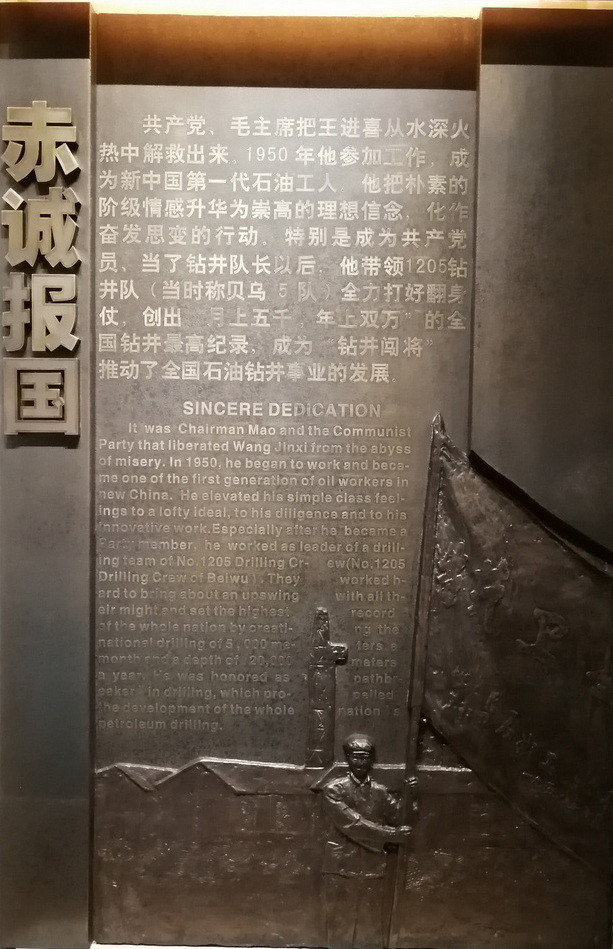 赤诚报国
共产党、毛主席把王进喜从水深火
热中解救出来。1950年他参加工作，成
为新中国第一代石油工人。他把朴素的
阶级情感升华为崇高的理想信念，化作
奋发思变的行动。特别是成为共产党
员、当了钻井队长以后，他带领1205钻
井队（当时称贝乌5队）全力打好翻身
仗，创出 月上五千，年上双万”的全
国钻井最高纪录，成为“钻井闯将”
推动了全国石油钻井事业的发展。
SINCERE DEDICATION
It was Chairman Mao and the Communist
Party that liberated Wang Jinxi from the abyss
of misery. In 1950, he began to work and beca-
me one of the first generation of oil workers in
new China. He elevated his simple class feel-
ings to a lofty ideal, to his diligence and to his
innovative work. Especially after he became a
Party member, he worked as leader of a drill-
ing team of No.1205 Drilling Cr- ew(No.1205
Drilling Crew of Beiwu). They worked h-
ard to bring about an upswing with all th-
eir might and set the highest record
of the whole nation by creati- ng the
national drilling of 5,000 me- ters a
month and a depth of 20,000 meters
a year. He was honored as pathbr-
eaker in drilling, which pro- pelled
the development of the whole nation's
petroleum drilling.